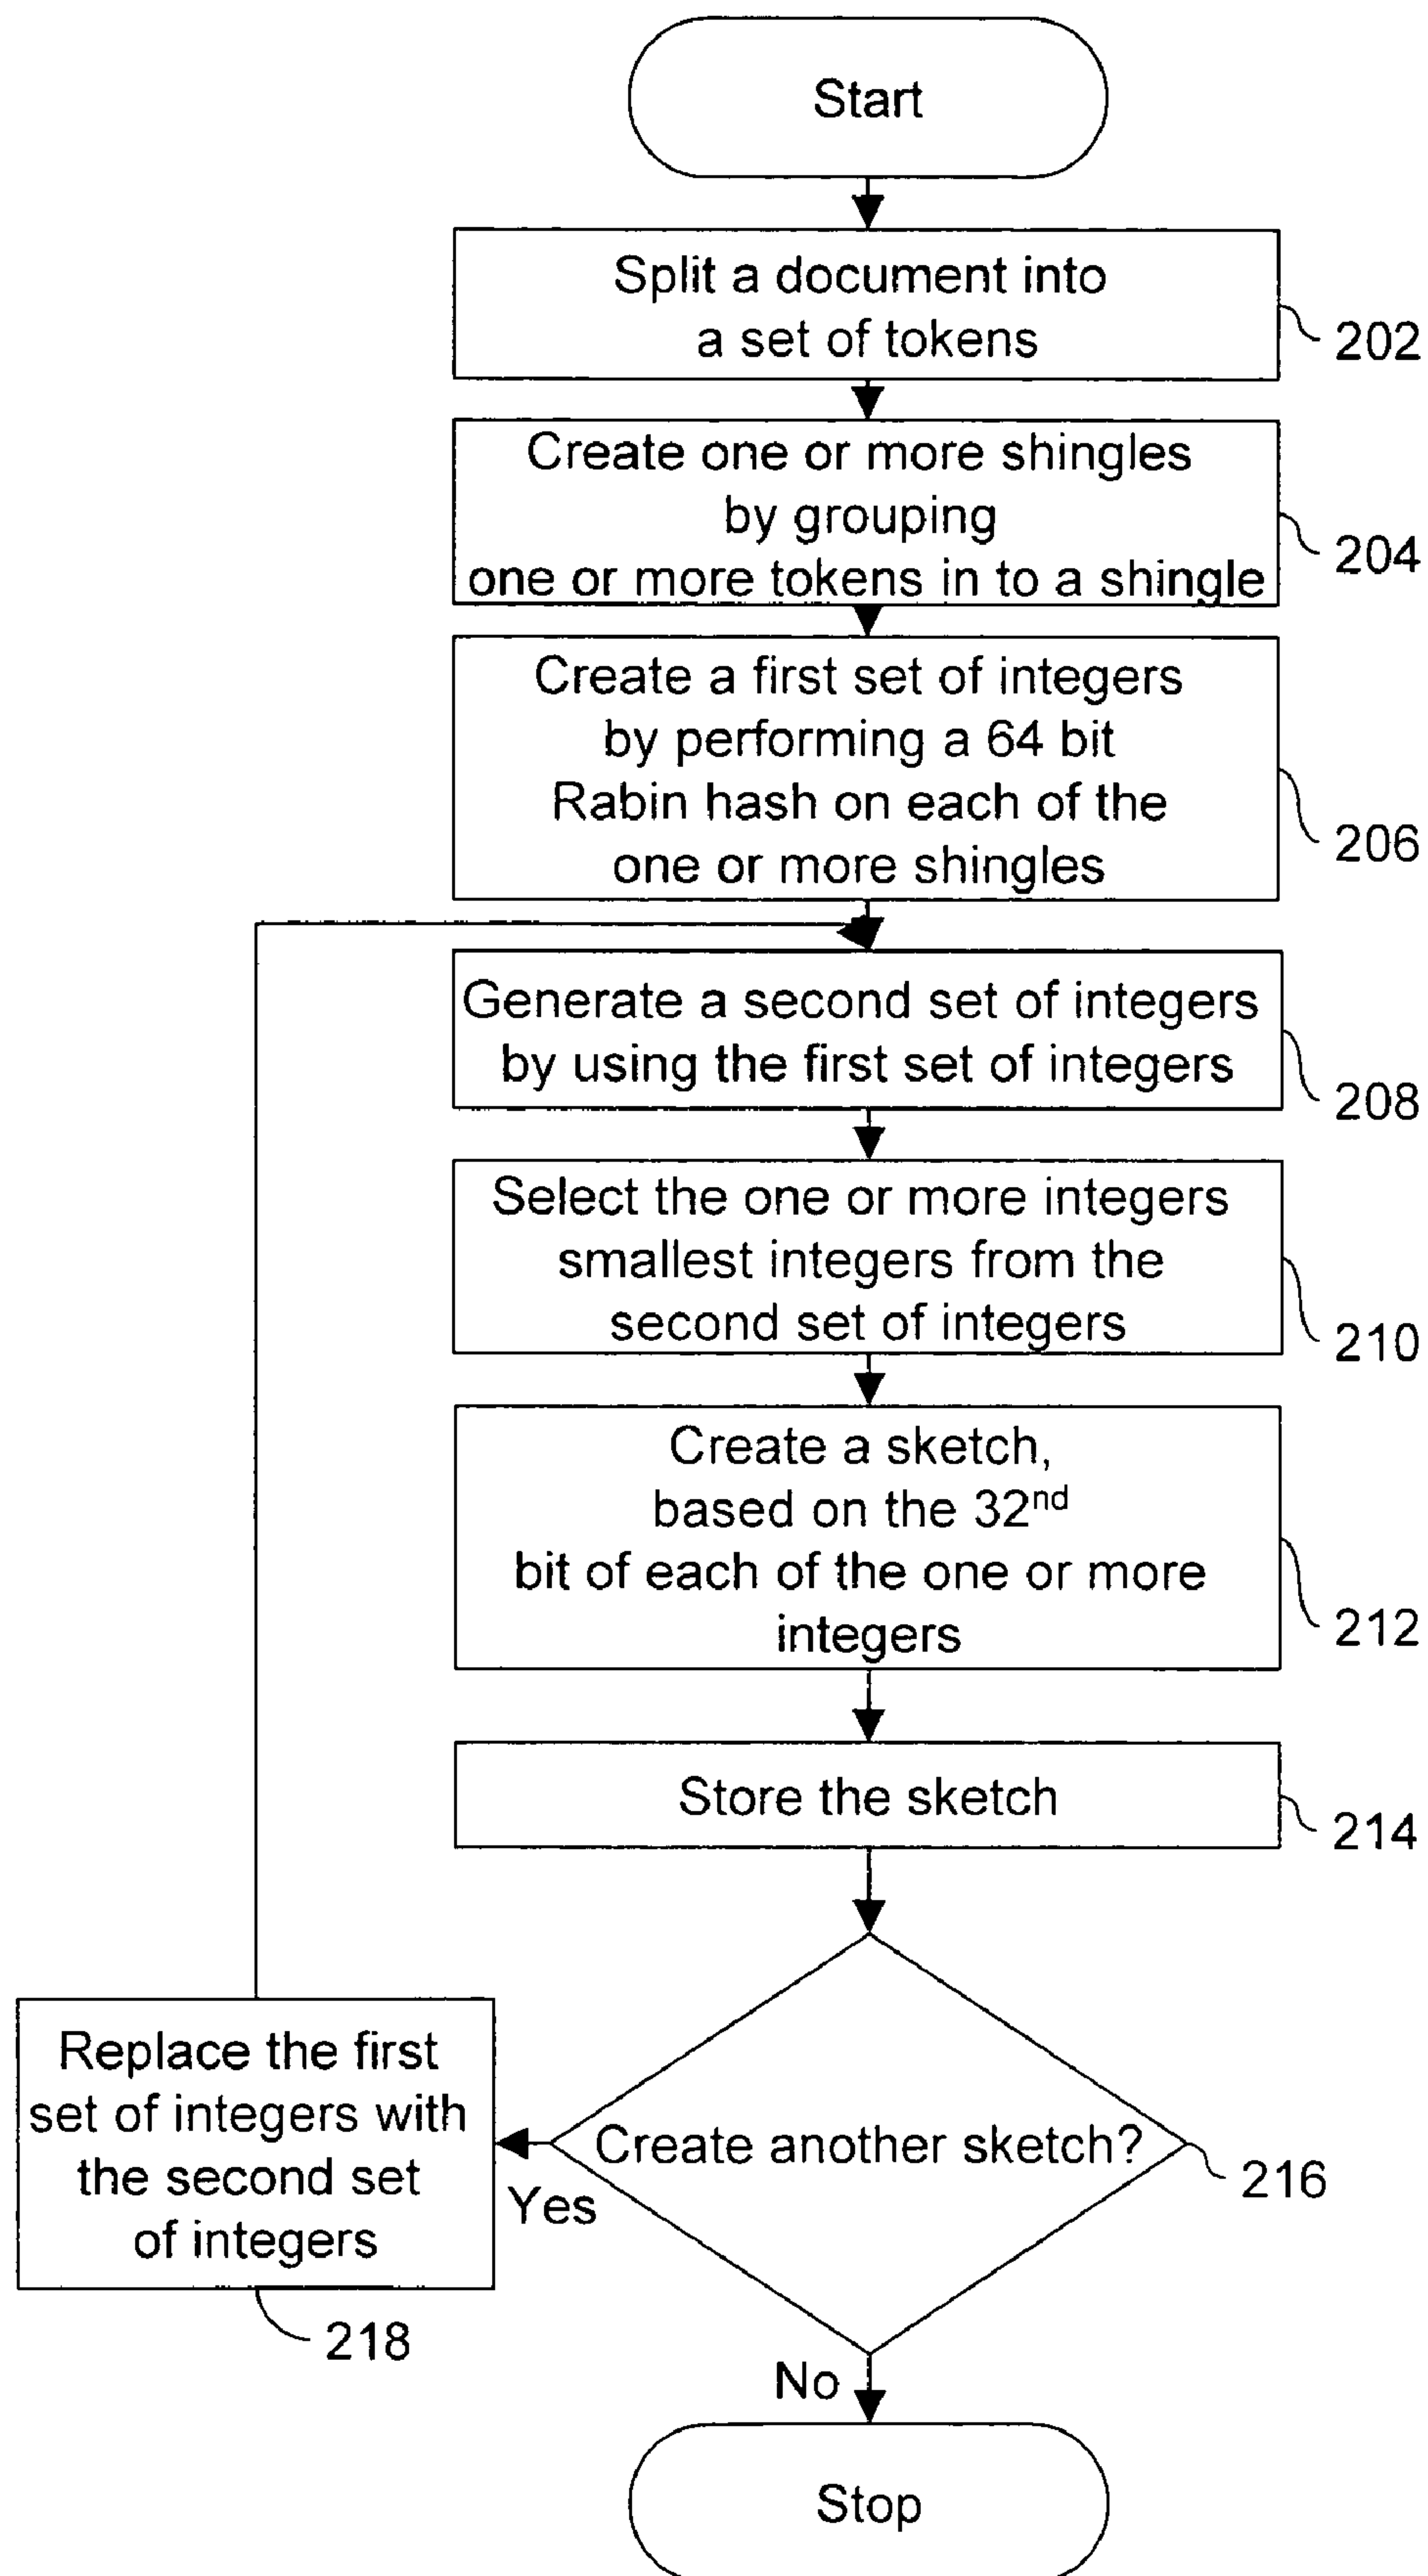 Start
Split a document into
a set of tokens
202
Create one or more shingles
by grouping
one or more tokens in to a shingle
204
Create a first set of integers
by performing a 64 bit
Rabin hash on each of the
one or more shingles
206
Generate a second set of integers
by using the first set of integers
208
Select the one or more integers
smallest integers from the
second set of integers
210
Create a sketch,
based on the 32nd
bit of each of the one or more
integers
212
Store the sketch
214
Create another sketch?
216
Yes
Replace the first
set of integers with
the second set
of integers
218
No
Stop